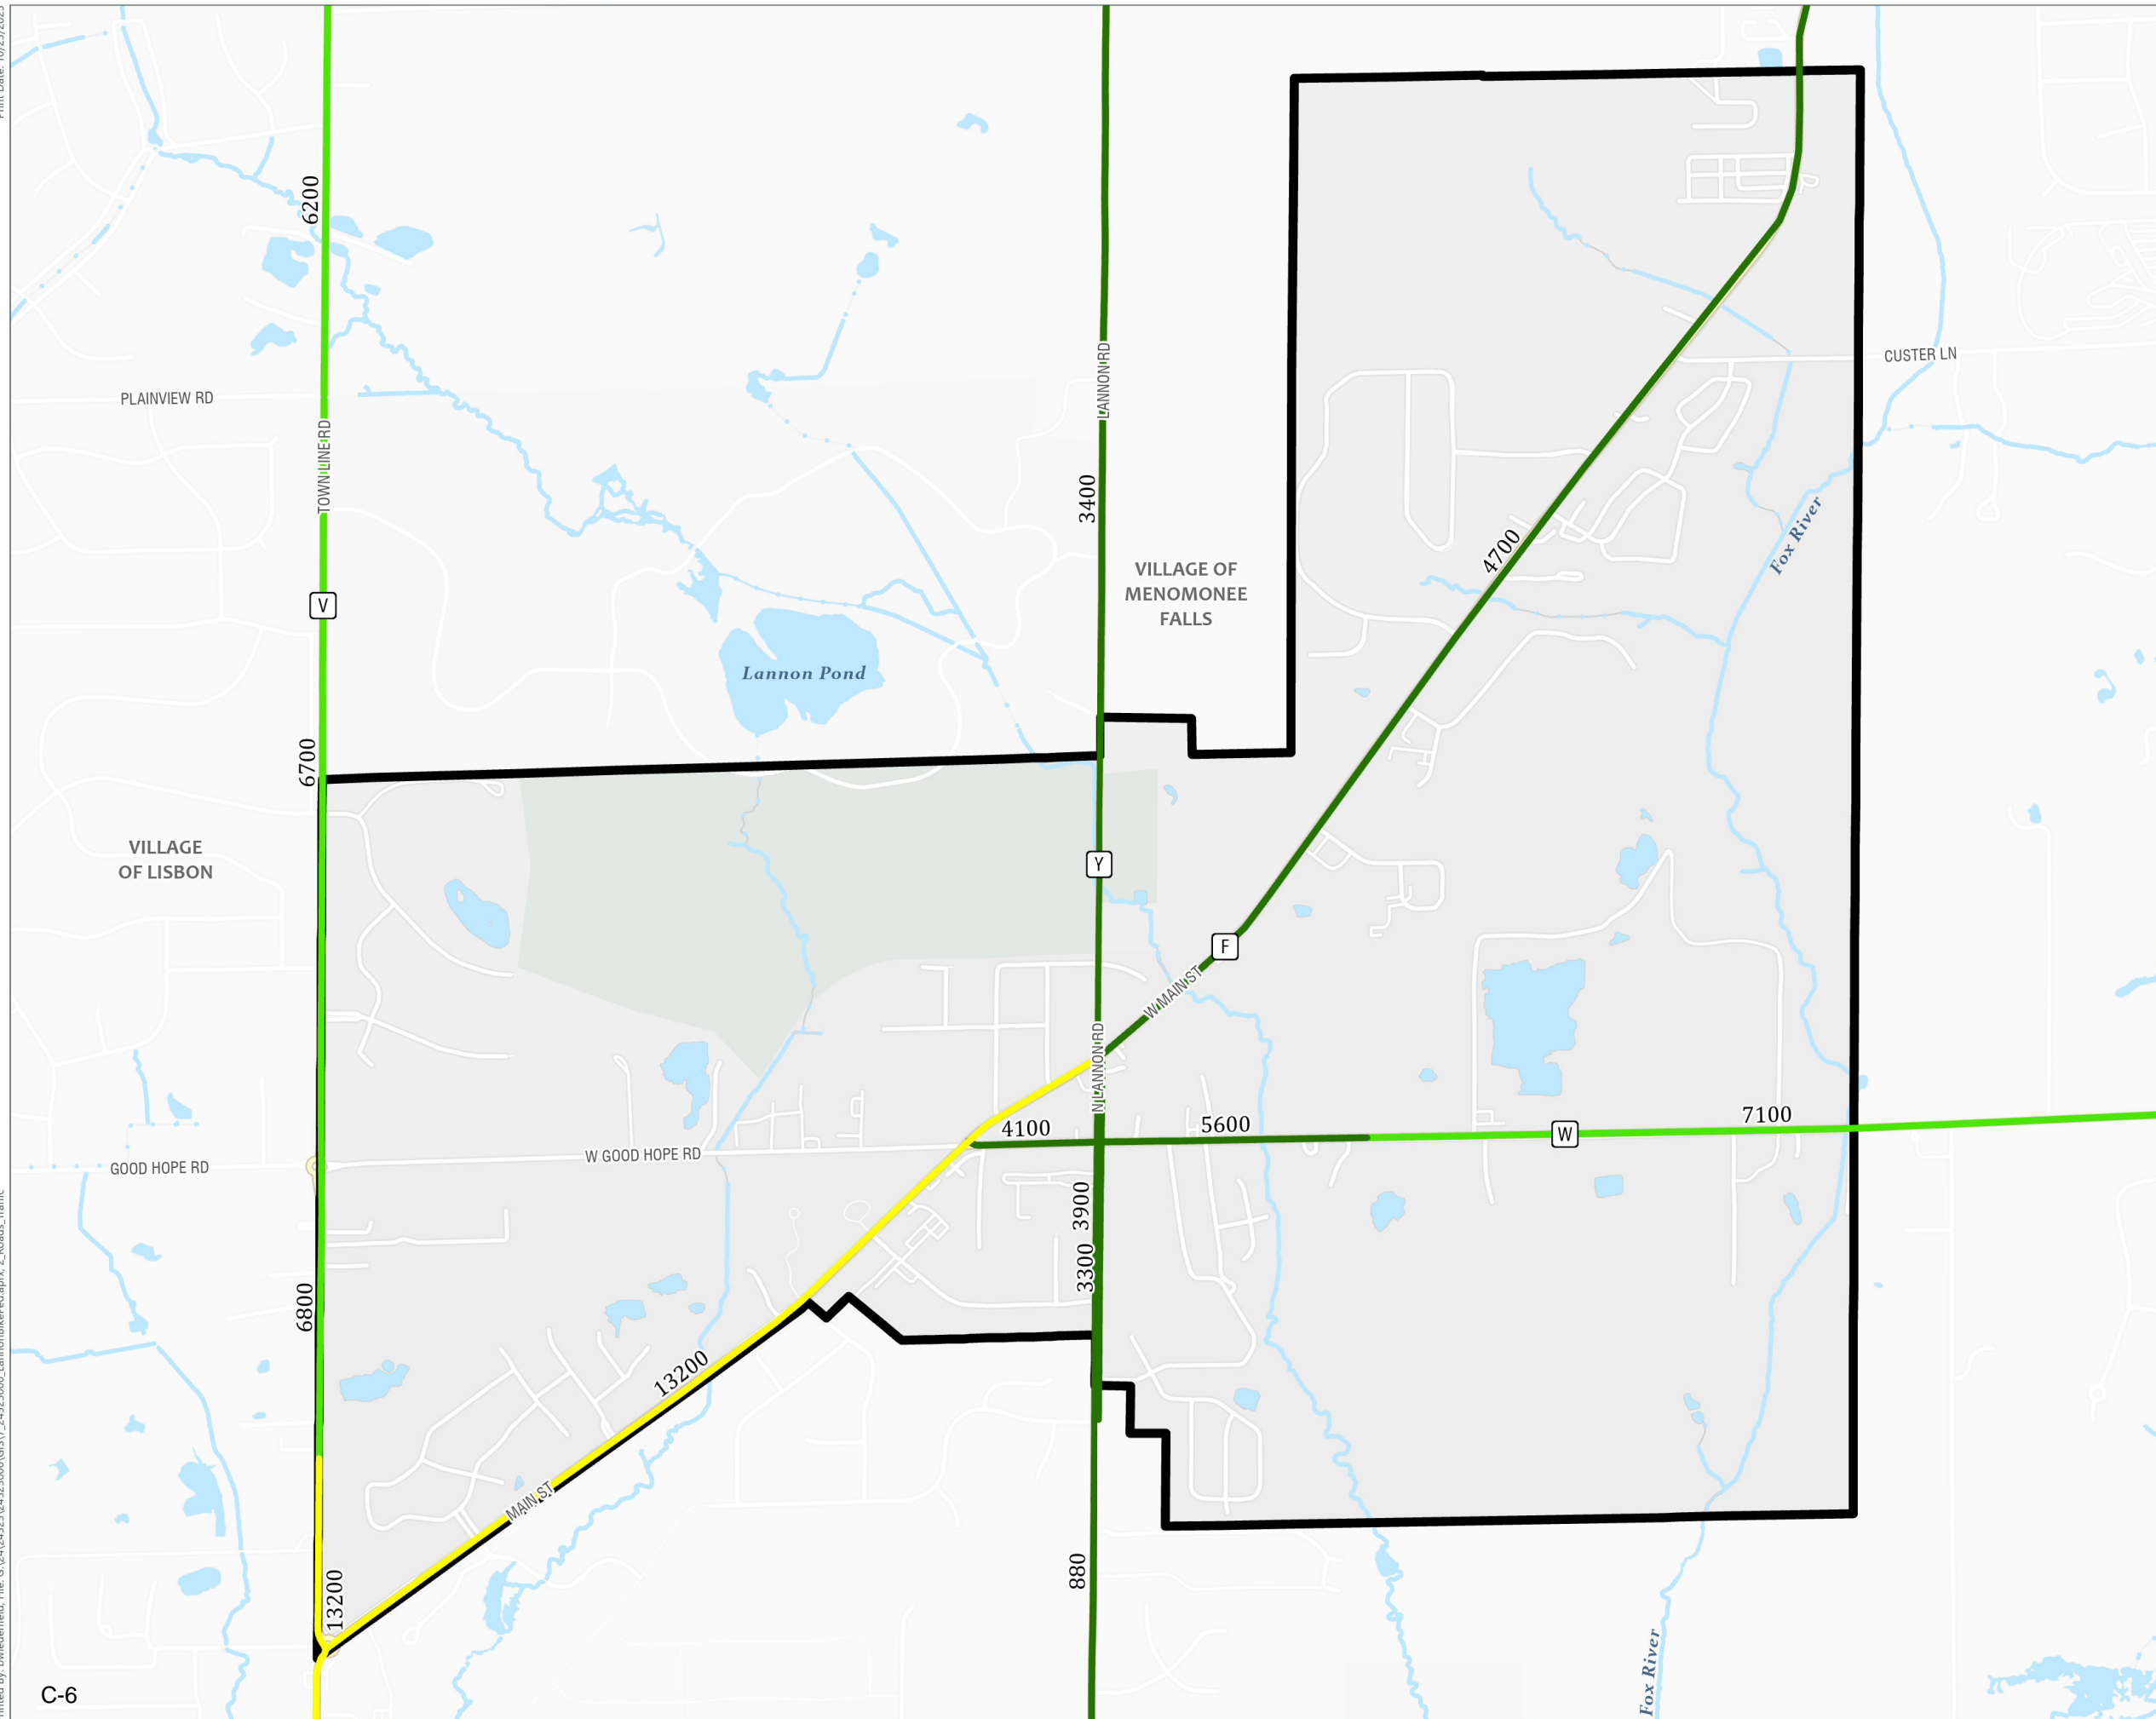 6200
LANNON RD
CUSTER LN
PLAINVIEW RD
TOWN LINE RD
3400
4700
Fox River
VILLAGE OF
MENOMONEE
FALLS
V
Lannon Pond
6700
VILLAGE
OF LISBON
Y
F
W MAIN ST
N LANNON RD
4100
5600
7100
W
W GOOD HOPE RD
GOOD HOPE RD
3900
3300
6800
13200
MAIN ST
880
13200
Fox River
C-6